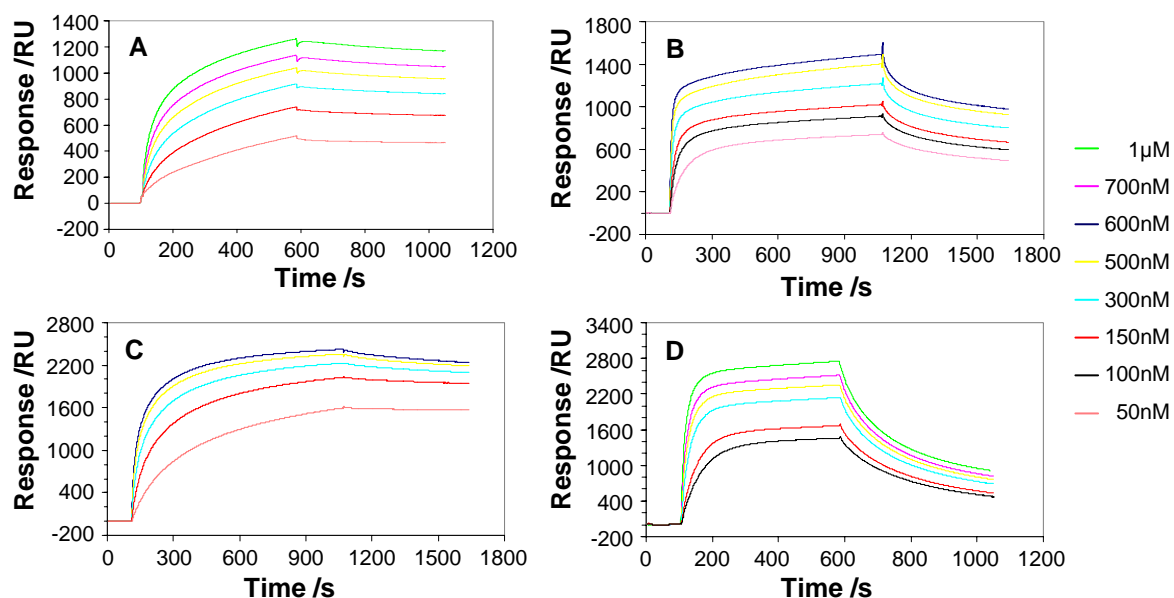 A
Response /RU
1400
1200
1000
800
600
400
200
0
-200
0 200 400 600 800 1000 1200
Time /s
B
Response /RU
1800
1400
1000
600
200
-200
0 300 600 900 1200 1500 1800
Time /s
C
Response /RU
2800
2200
1600
1000
400
-200
0 300 600 900 1200 1500 1800
Time /s
D
Response /RU
3400
2800
2200
1600
1000
400
-200
0 200 400 600 800 1000 1200
Time /s
1µM
700nM
600nM
500nM
300nM
150nM
100nM
50nM